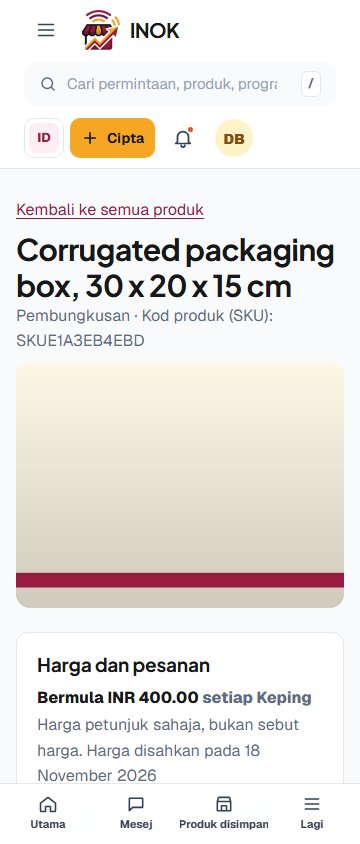 INOK
Cari permintaan, produk, progra
/
ID
+ Cipta
DB
Kembali ke semua produk
Corrugated packaging
box, 30 x 20 x 15 cm
Pembungkusan · Kod produk (SKU):
SKUE1A3EB4EBD
Harga dan pesanan
Bermula INR 400.00 setiap Keping
Harga petunjuk sahaja, bukan sebut
harga. Harga disahkan pada 18
November 2026
Utama
Mesej
Produk disimpan
Lagi